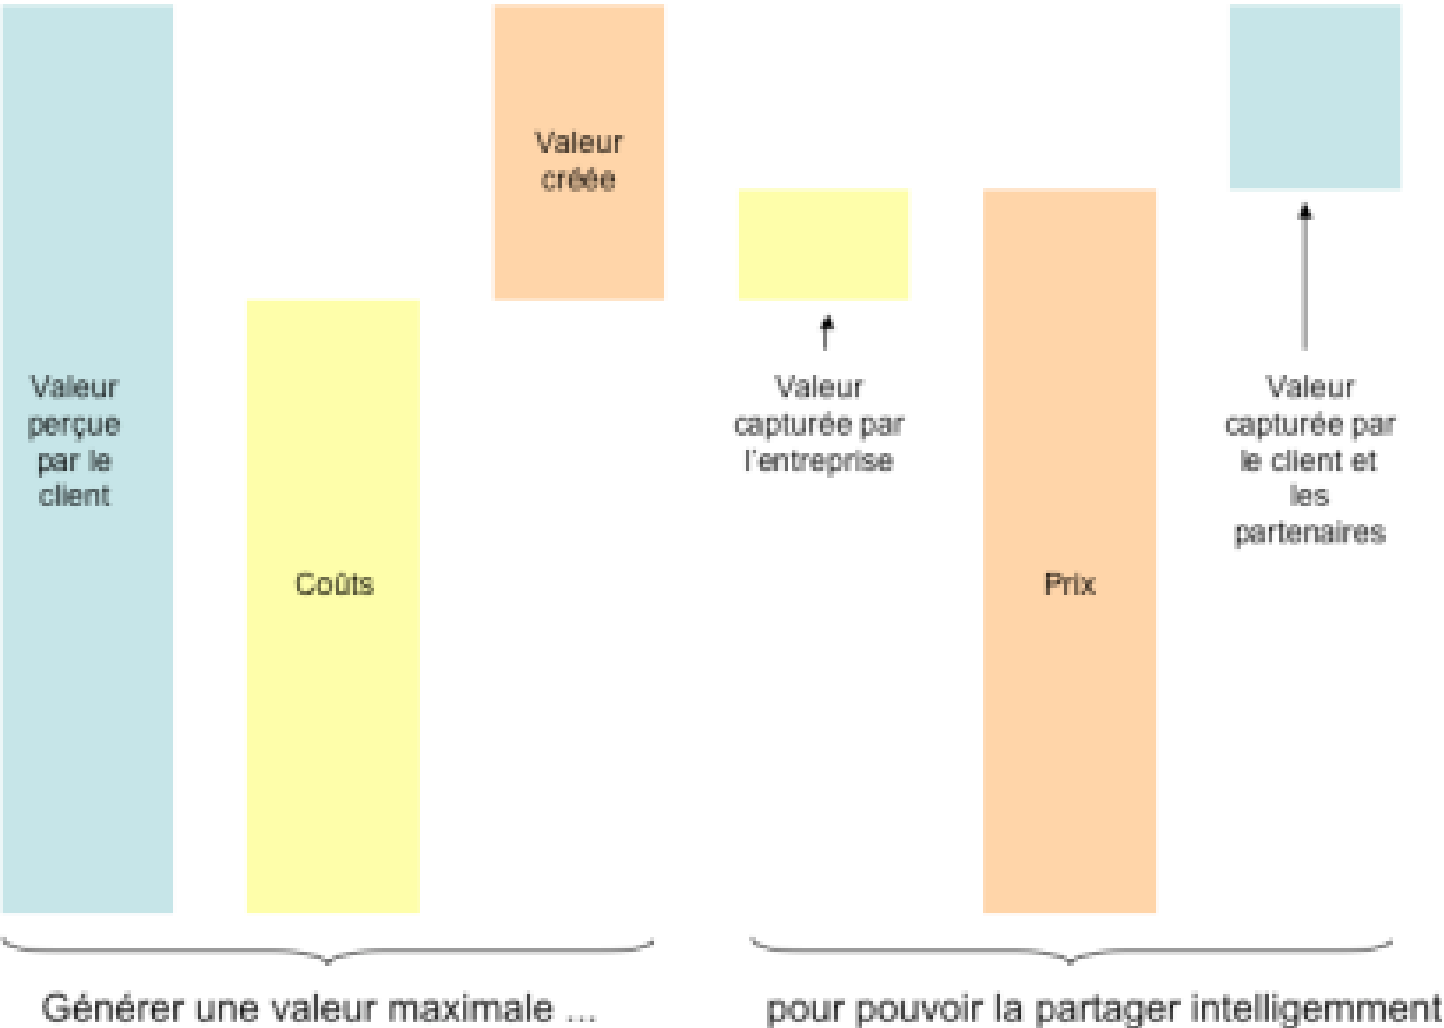 Valeur
créée
Valeur
perçue
par le
client
Coûts
Valeur
capturée par
l'entreprise
Prix
Valeur
capturée par
le client et
les
partenaires
Générer une valeur maximale ...
pour pouvoir la partager intelligemment